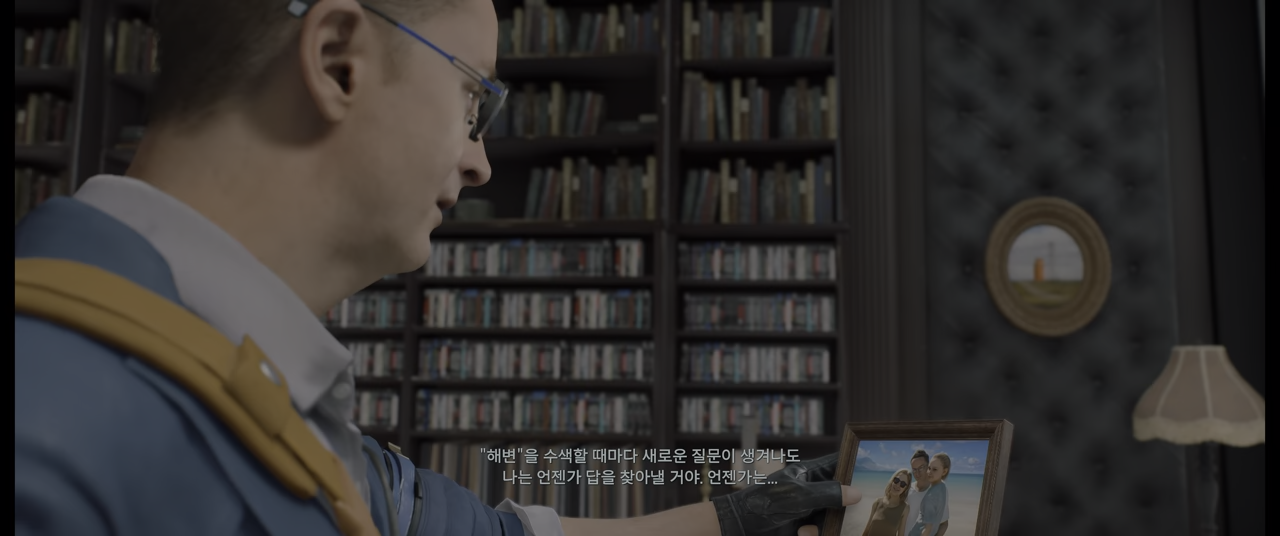 "해변"을 수색할 때마다 새로운 질문이 생겨나도
나는 언젠가 답을 찾아낼 거야. 언젠가는...